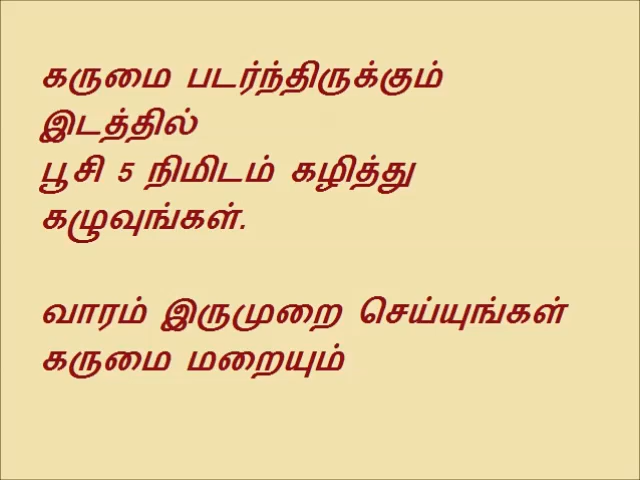 கருமை படர்ந்திருக்கும்
இடத்தில்
பூசி 5 நிமிடம் கழித்து
கழுவுங்கள்.
வாரம் இருமுறை செய்யுங்கள்
கருமை மறையும்